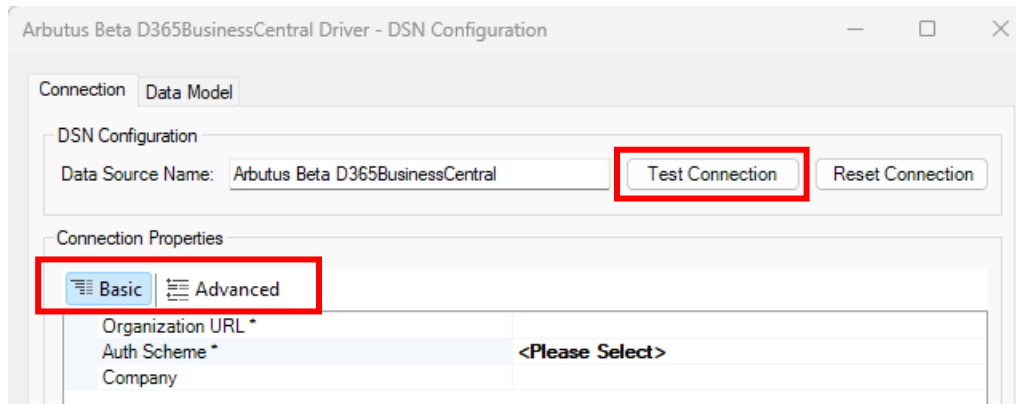 Arbutus Beta D365BusinessCentral Driver - DSN Configuration
Connection Data Model
DSN Configuration
Data Source Name: Arbutus Beta D365BusinessCentral Test Connection Reset Connection
Connection Properties
Basic Advanced
Organization URL *
Auth Scheme * <Please Select>
Company